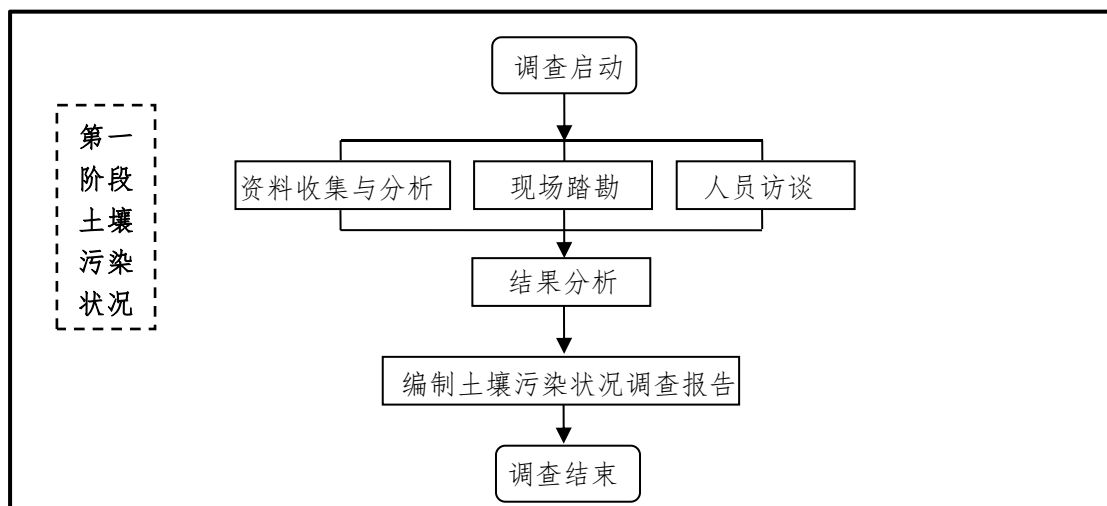 调查启动
第一
阶段
土壤
污染
状况
资料收集与分析
现场踏勘
人员访谈
结果分析
编制土壤污染状况调查报告
调查结束